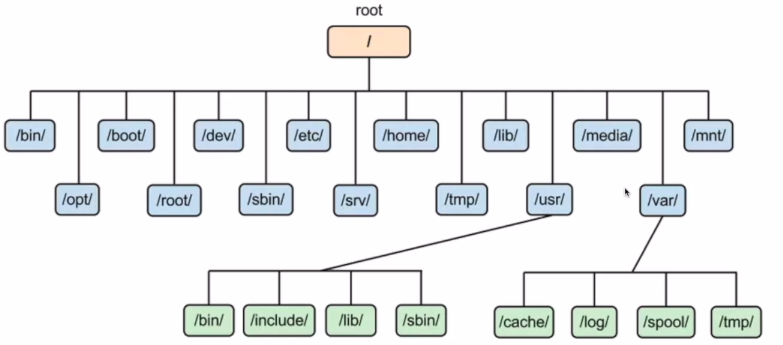 root
/
/bin/
/boot/
/dev/
/etc/
/home/
/lib/
/media/
/mnt/
/opt/
/root/
/sbin/
/srv/
/tmp/
/usr/
/var/
/bin/
/include/
/lib/
/sbin/
/cache/
/log/
/spool/
/tmp/